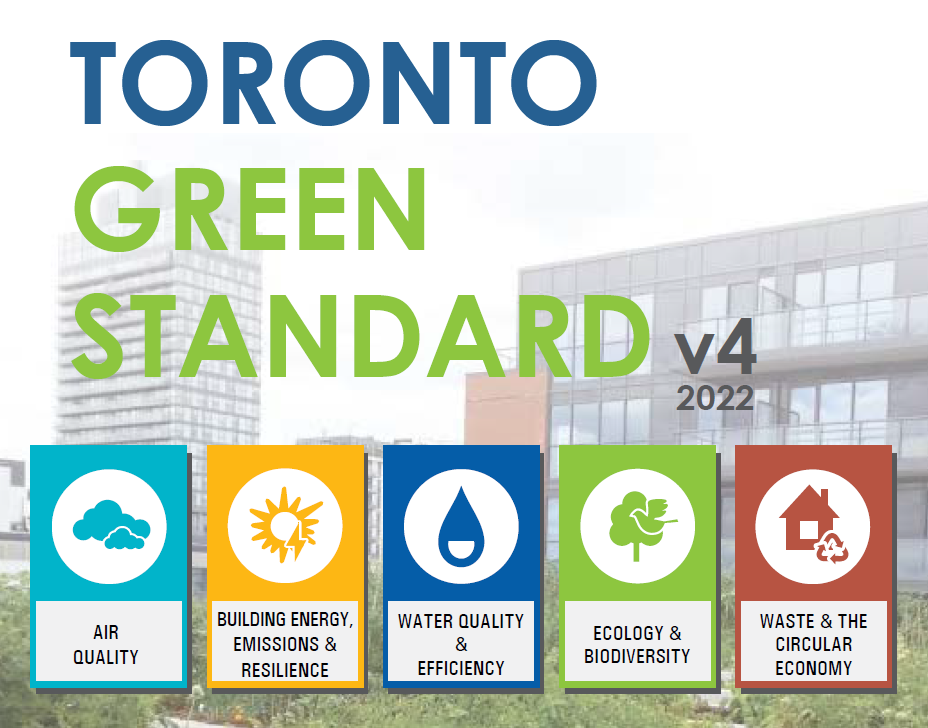 TORONTO
GREEN
STANDARD v4
2022
AIR
QUALITY
BUILDING ENERGY,
EMISSIONS &
RESILIENCE
WATER QUALITY
&
EFFICIENCY
ECOLOGY &
BIODIVERSITY
WASTE & THE
CIRCULAR
ECONOMY